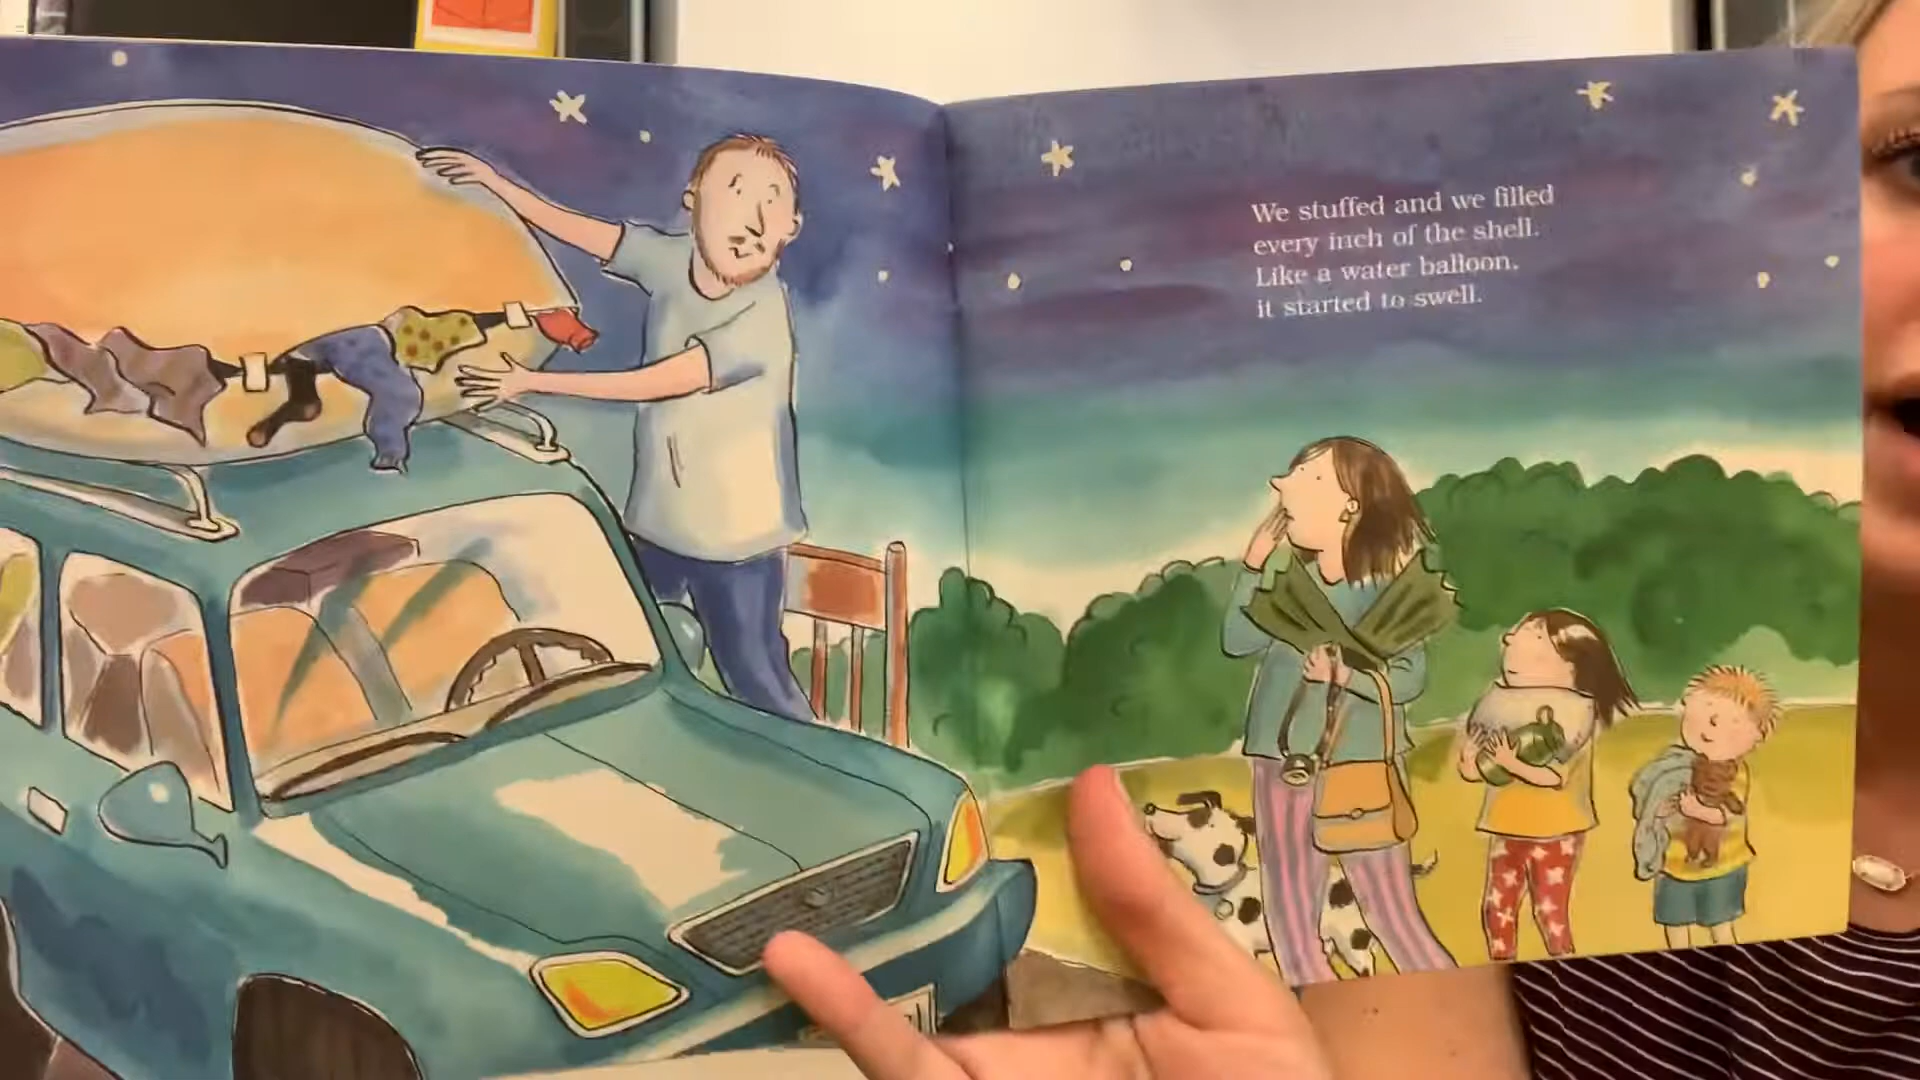 We stuffed and we filled
every inch of the shell.
Like a water balloon,
it started to swell.